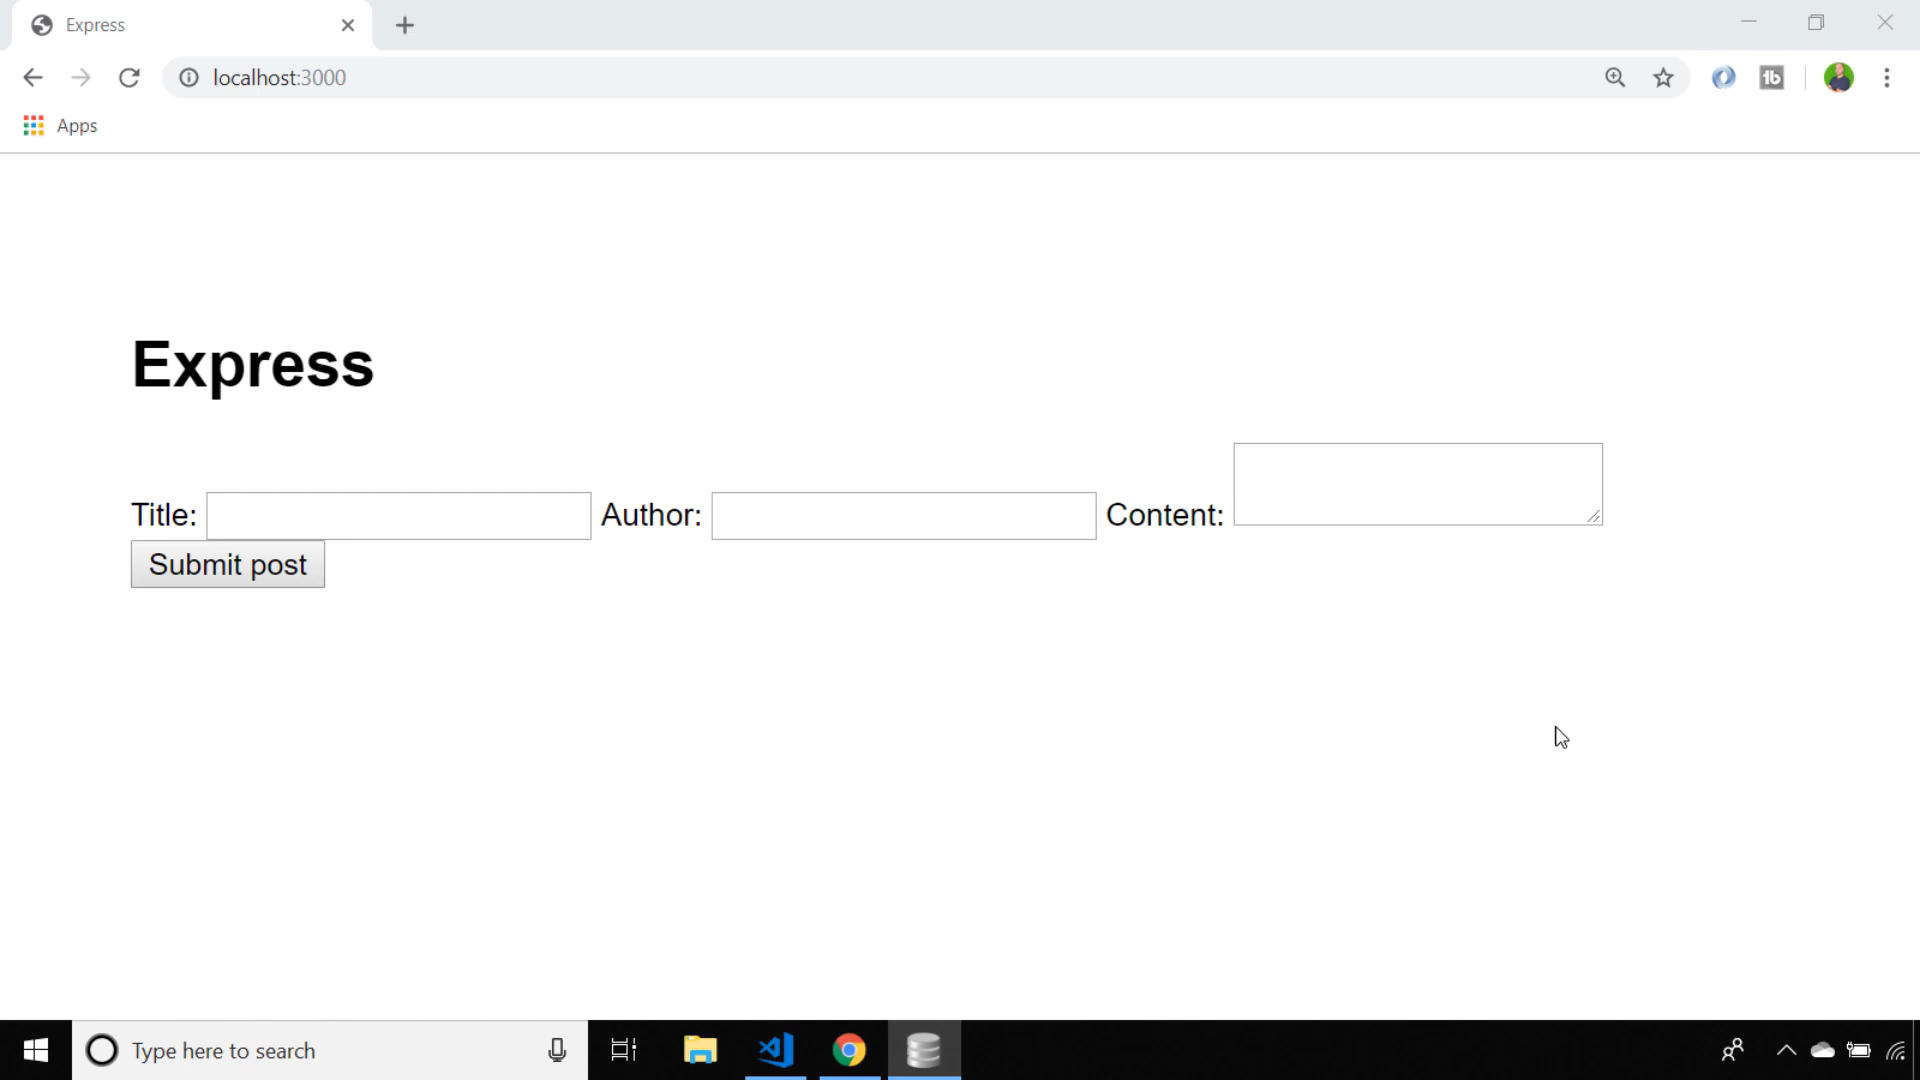 Express
localhost:3000
Apps
Express
Title: Author: Content:
Submit post
Type here to search